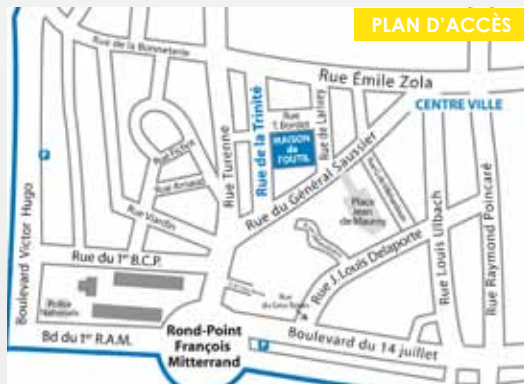 PLAN D'ACCÈS
Rue de la Bonneterie
Rue Émile Zola
CENTRE VILLE
Rue de la Trinité
Rue
T. Bordet
Rue de Larivey
MAISON
de
l'OUTIL
Rue Turenne
Rue du Général Saussier
Rue Viardin
Place
Jean
de Mauroy
Boulevard Victor Hugo
Rue Louis Ulbach
Rue Raymond Poincaré
Rue du 1er B.C.P.
Rue J. Louis Delaporte
Rue
P
Police
Nationale
Bd du 1er R.A.M.
Rond-Point
François
Mitterrand
P
Boulevard du 14 juillet